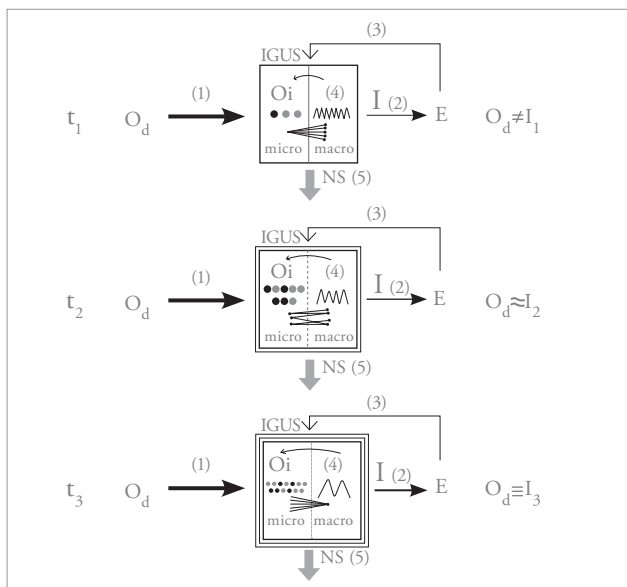 (3)
IGUS
(1) Oi (4) I (2)
t1 Od E Od≠I1
micro macro
NS (5)
(3)
IGUS
(1) Oi (4) I (2)
t2 Od E Od≈I2
micro macro
NS (5)
(3)
IGUS
(1) Oi (4) I (2)
t3 Od E Od≡I3
micro macro
NS (5)